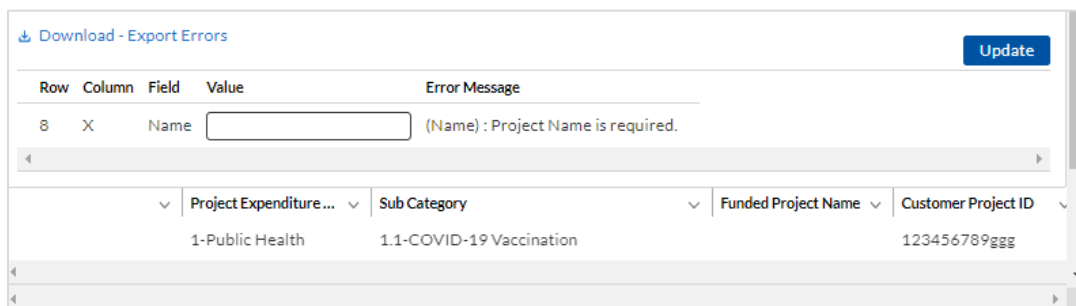 Download - Export Errors
Update
Row Column Field Value Error Message
8 X Name (Name) : Project Name is required.
Project Expenditure ... Sub Category Funded Project Name Customer Project ID
1-Public Health 1.1-COVID-19 Vaccination 123456789ggg